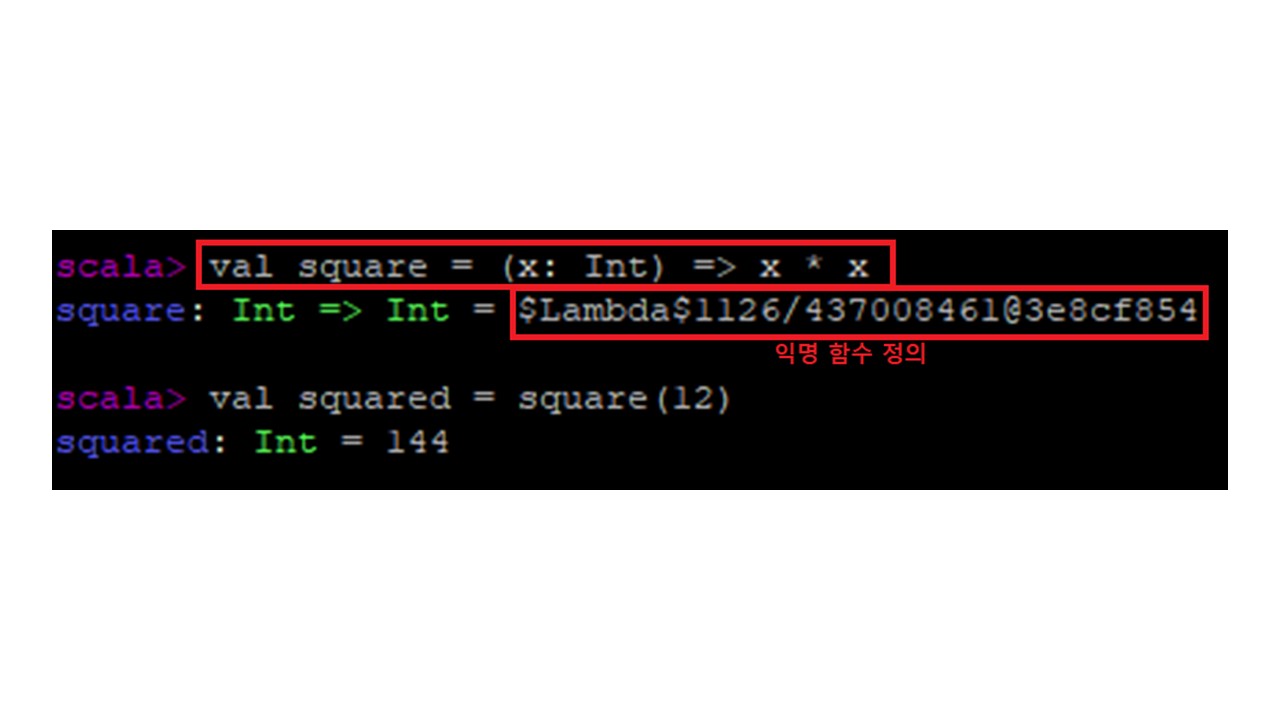 scala> val square = (x: Int) => x * x
square: Int => Int = $Lambda$1126/437008461@3e8cf854
익명 함수 정의
scala> val squared = square(12)
squared: Int = 144